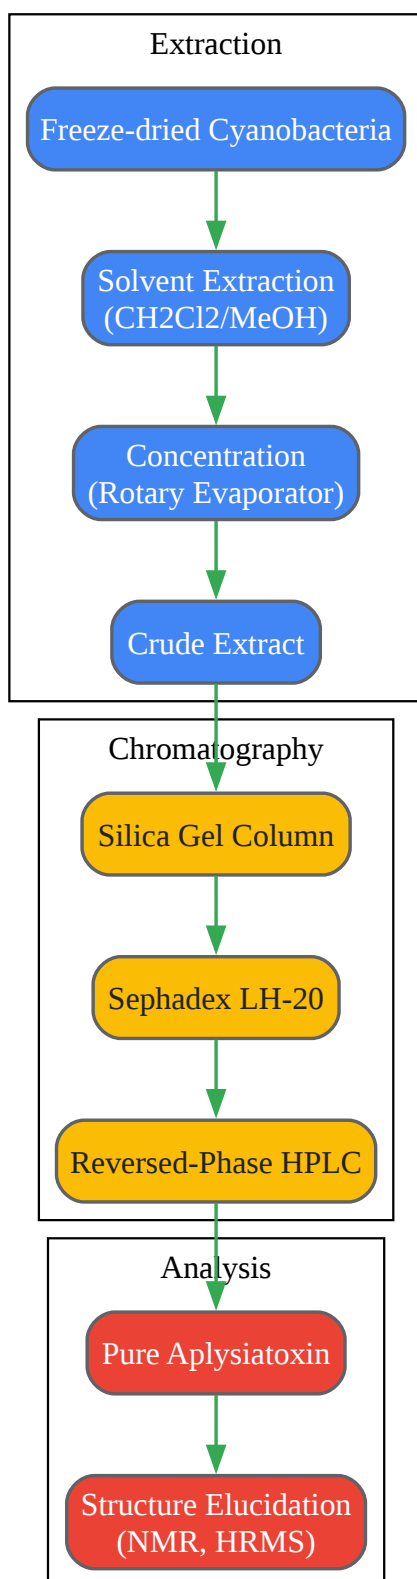 Extraction
Freeze-dried Cyanobacteria
Solvent Extraction
(CH2Cl2/MeOH)
Concentration
(Rotary Evaporator)
Crude Extract
Chromatography
Silica Gel Column
Sephadex LH-20
Reversed-Phase HPLC
Analysis
Pure Aplysiatoxin
Structure Elucidation
(NMR, HRMS)